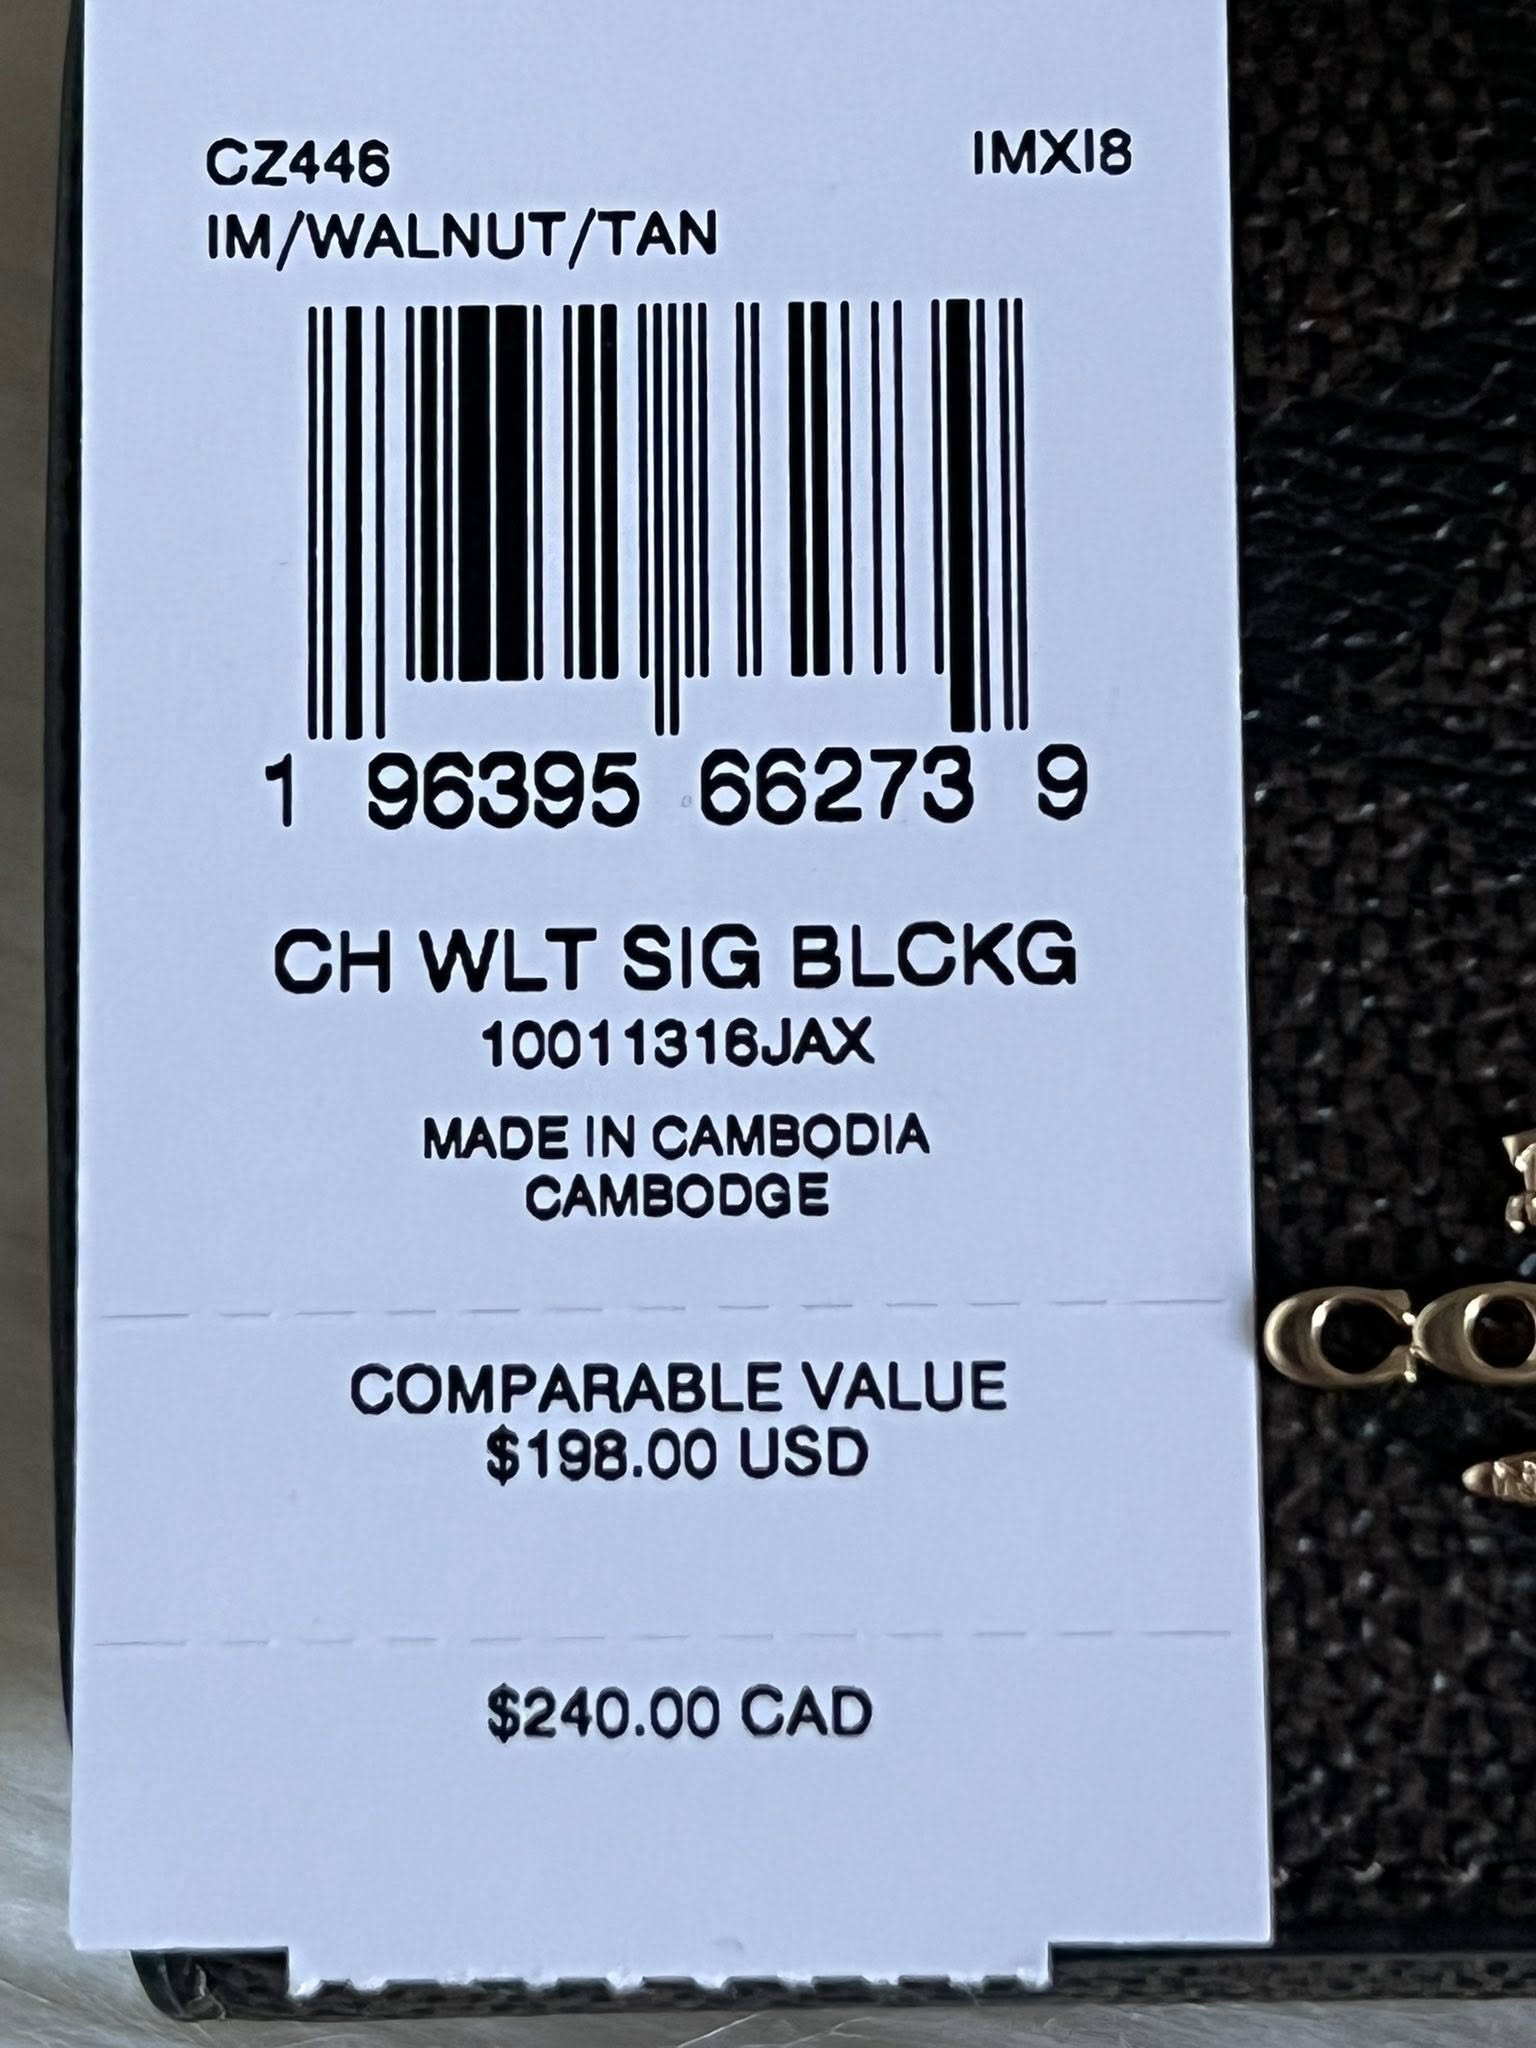 CZ446 IMXI8
IM/WALNUT/TAN
1 96395 66273 9
CH WLT SIG BLCKG
10011316JAX
MADE IN CAMBODIA
CAMBODGE
COMPARABLE VALUE
$198.00 USD
$240.00 CAD
CO